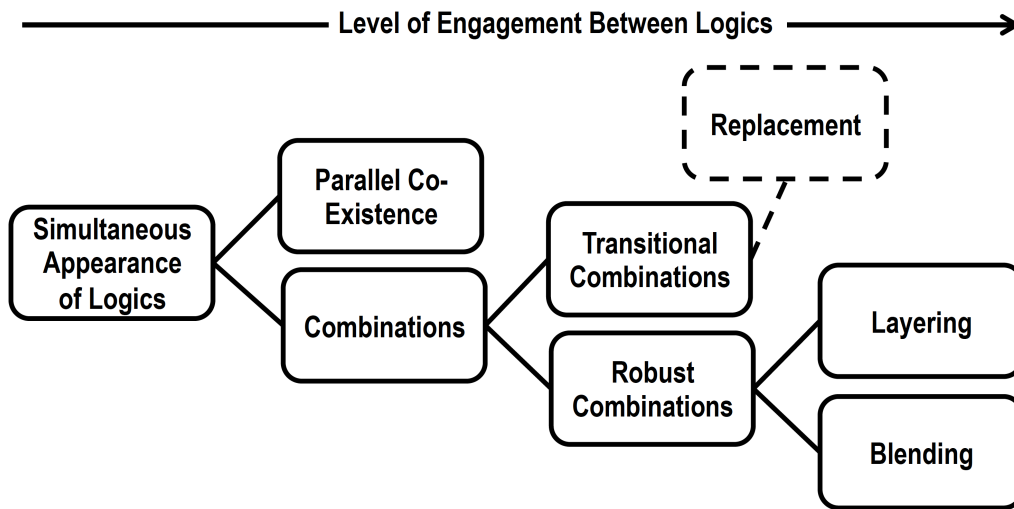 Level of Engagement Between Logics
Replacement
Parallel Co-
Existence
Simultaneous
Appearance
of Logics
Transitional
Combinations
Combinations
Layering
Robust
Combinations
Blending